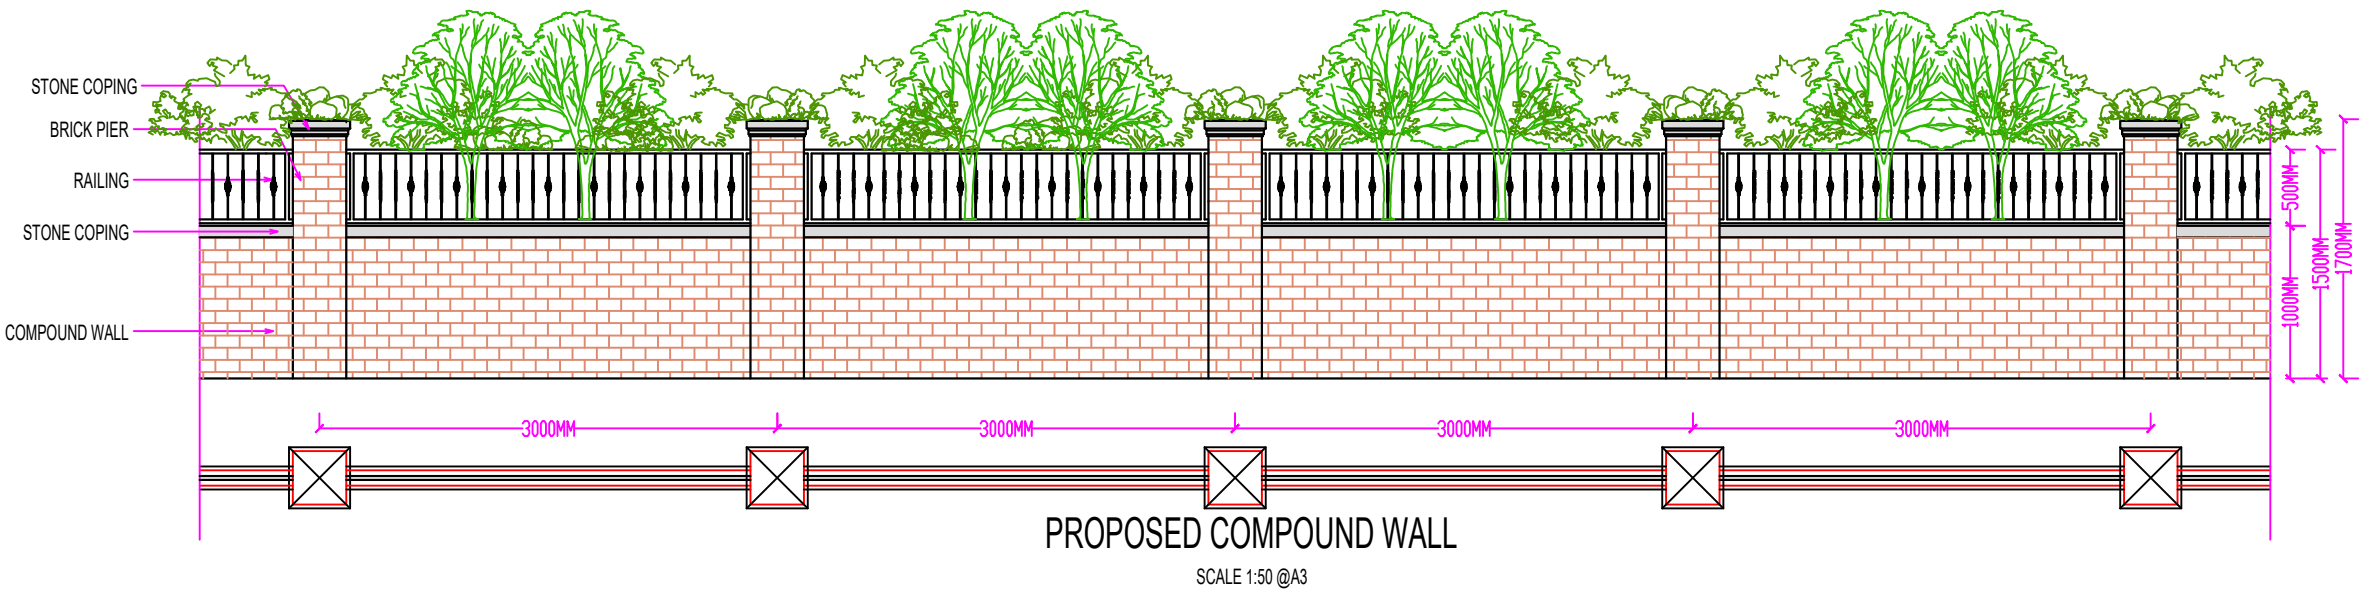 STONE COPING
BRICK PIER
RAILING
STONE COPING
COMPOUND WALL
500MM
1000MM
1500MM
1700MM
3000MM
3000MM
3000MM
3000MM
PROPOSED COMPOUND WALL
SCALE 1:50 @A3